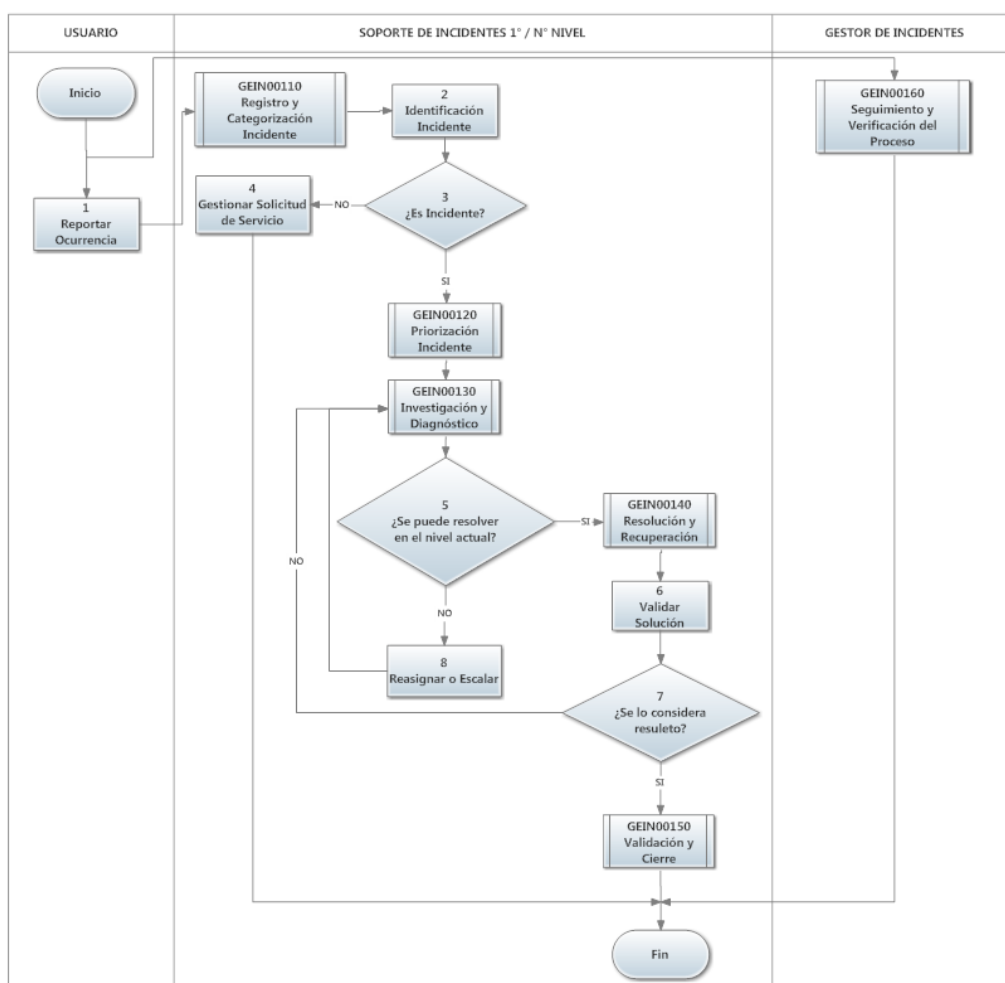 USUARIO
SOPORTE DE INCIDENTES 1° / N° NIVEL
GESTOR DE INCIDENTES
Inicio
GEIN00110
Registro y
Categorización
Incidente
2
Identificación
Incidente
GEIN00160
Seguimiento y
Verificación del
Proceso
1
Reportar
Ocurrencia
4
Gestionar Solicitud
de Servicio
NO
3
¿Es Incidente?
SI
GEIN00120
Priorización
Incidente
GEIN00130
Investigación y
Diagnóstico
5
¿Se puede resolver
en el nivel actual?
SI
GEIN00140
Resolución y
Recuperación
NO
NO
6
Validar
Solución
8
Reasignar o Escalar
7
¿Se lo considera
resuleto?
SI
GEIN00150
Validación y
Cierre
Fin